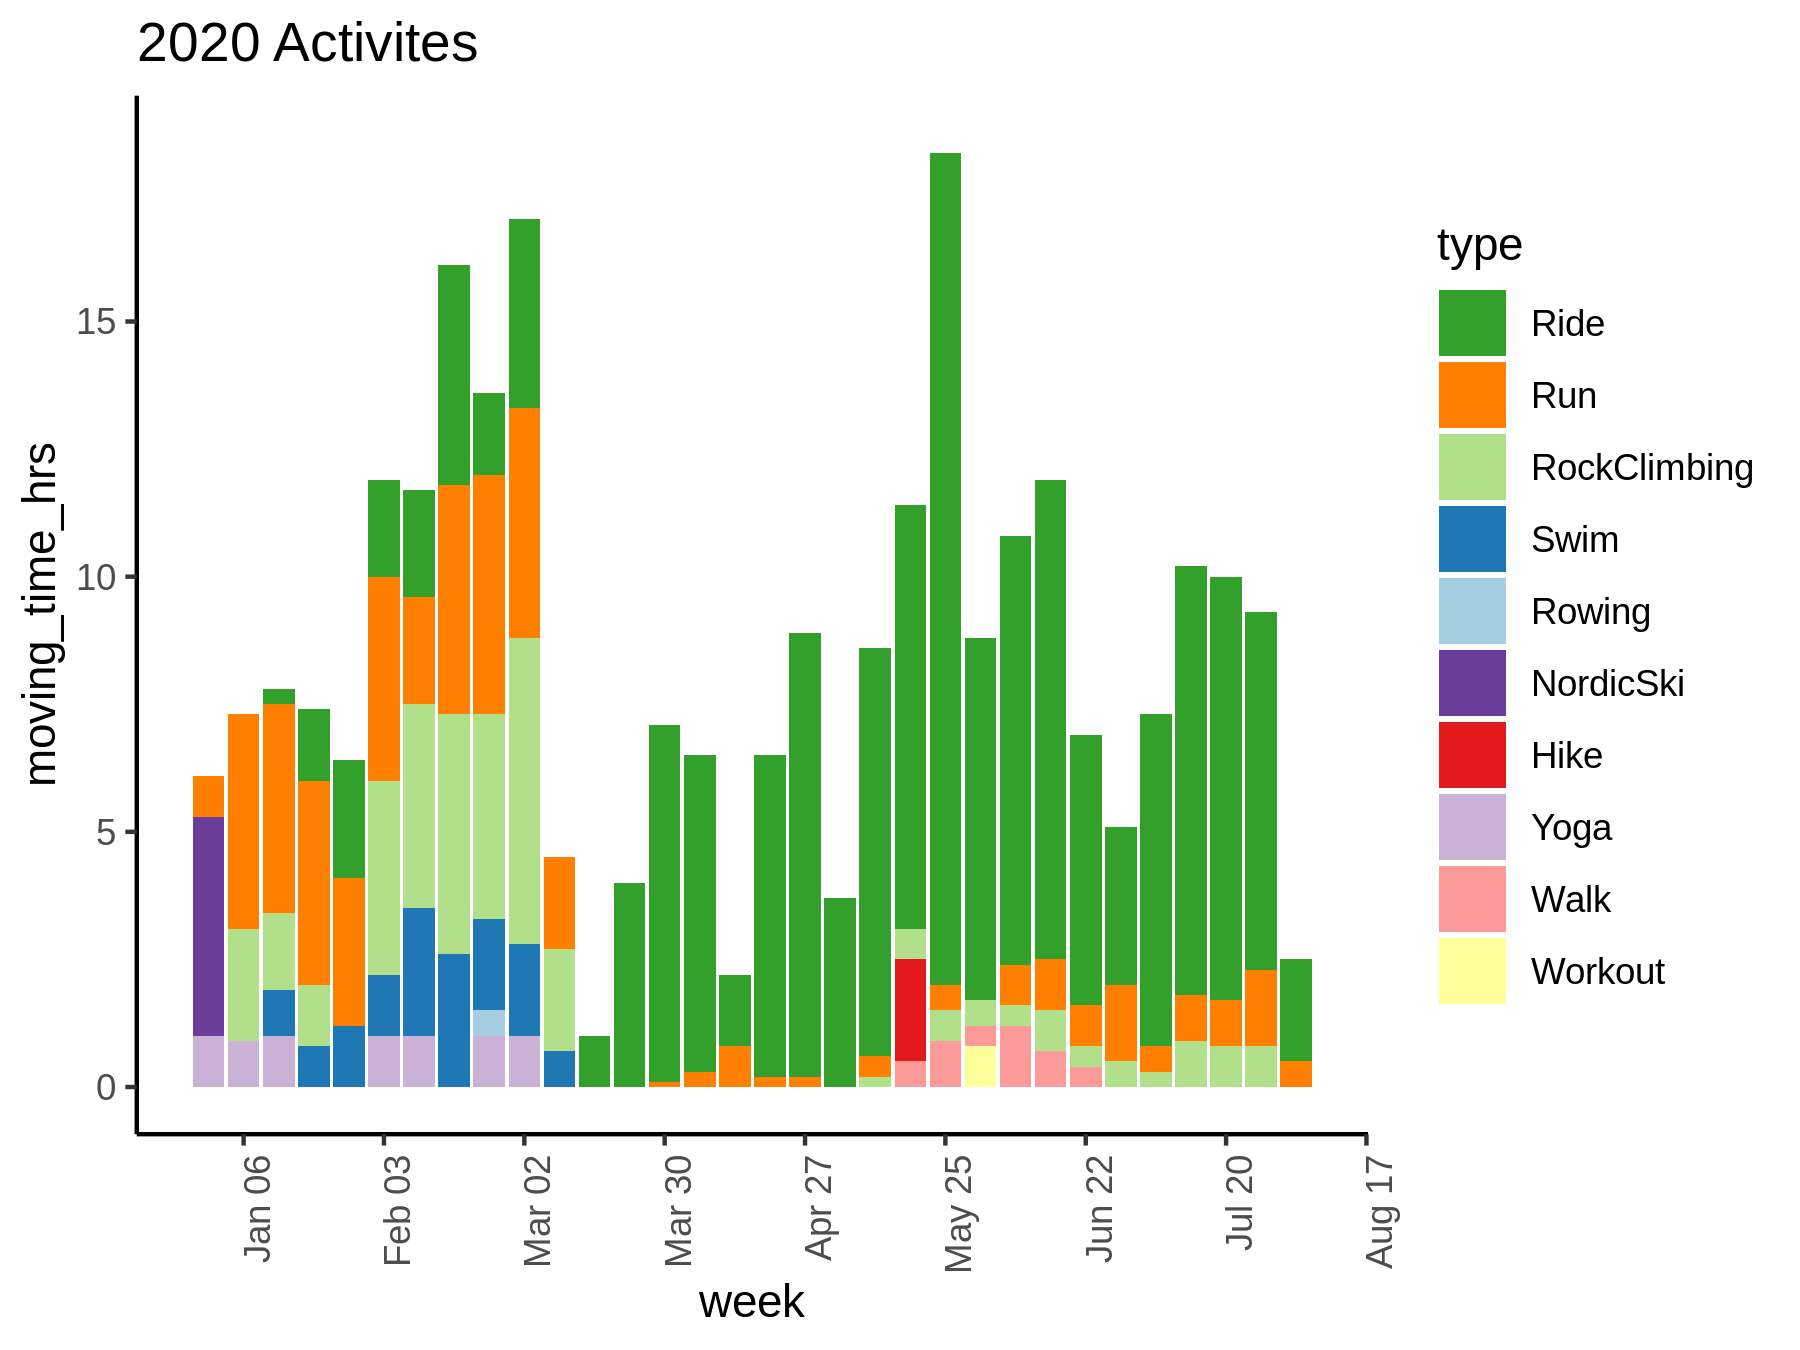 2020 Activites
moving_time_hrs
15
10
5
0
Jan 06
Feb 03
Mar 02
Mar 30
Apr 27
May 25
Jun 22
Jul 20
Aug 17
week
type
Ride
Run
RockClimbing
Swim
Rowing
NordicSki
Hike
Yoga
Walk
Workout